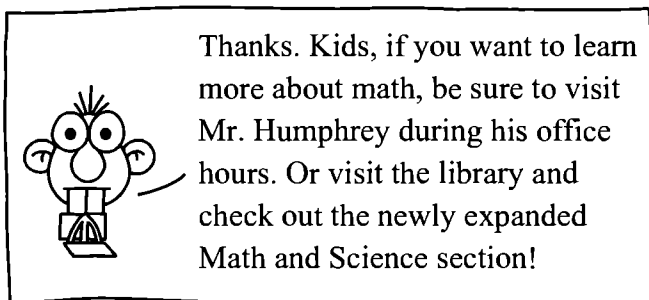 Thanks. Kids, if you want to learn
more about math, be sure to visit
Mr. Humphrey during his office
hours. Or visit the library and
check out the newly expanded
Math and Science section!